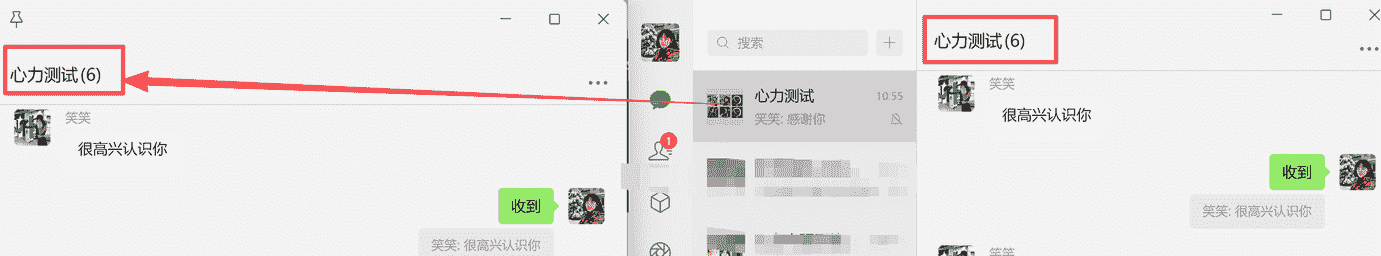 心力测试(6)
笑笑
很高兴认识你
收到
笑笑: 很高兴认识你
1
搜索
心力测试
10:55
笑笑: 感谢你
心力测试(6)
笑笑
很高兴认识你
收到
笑笑: 很高兴认识你
笑笑